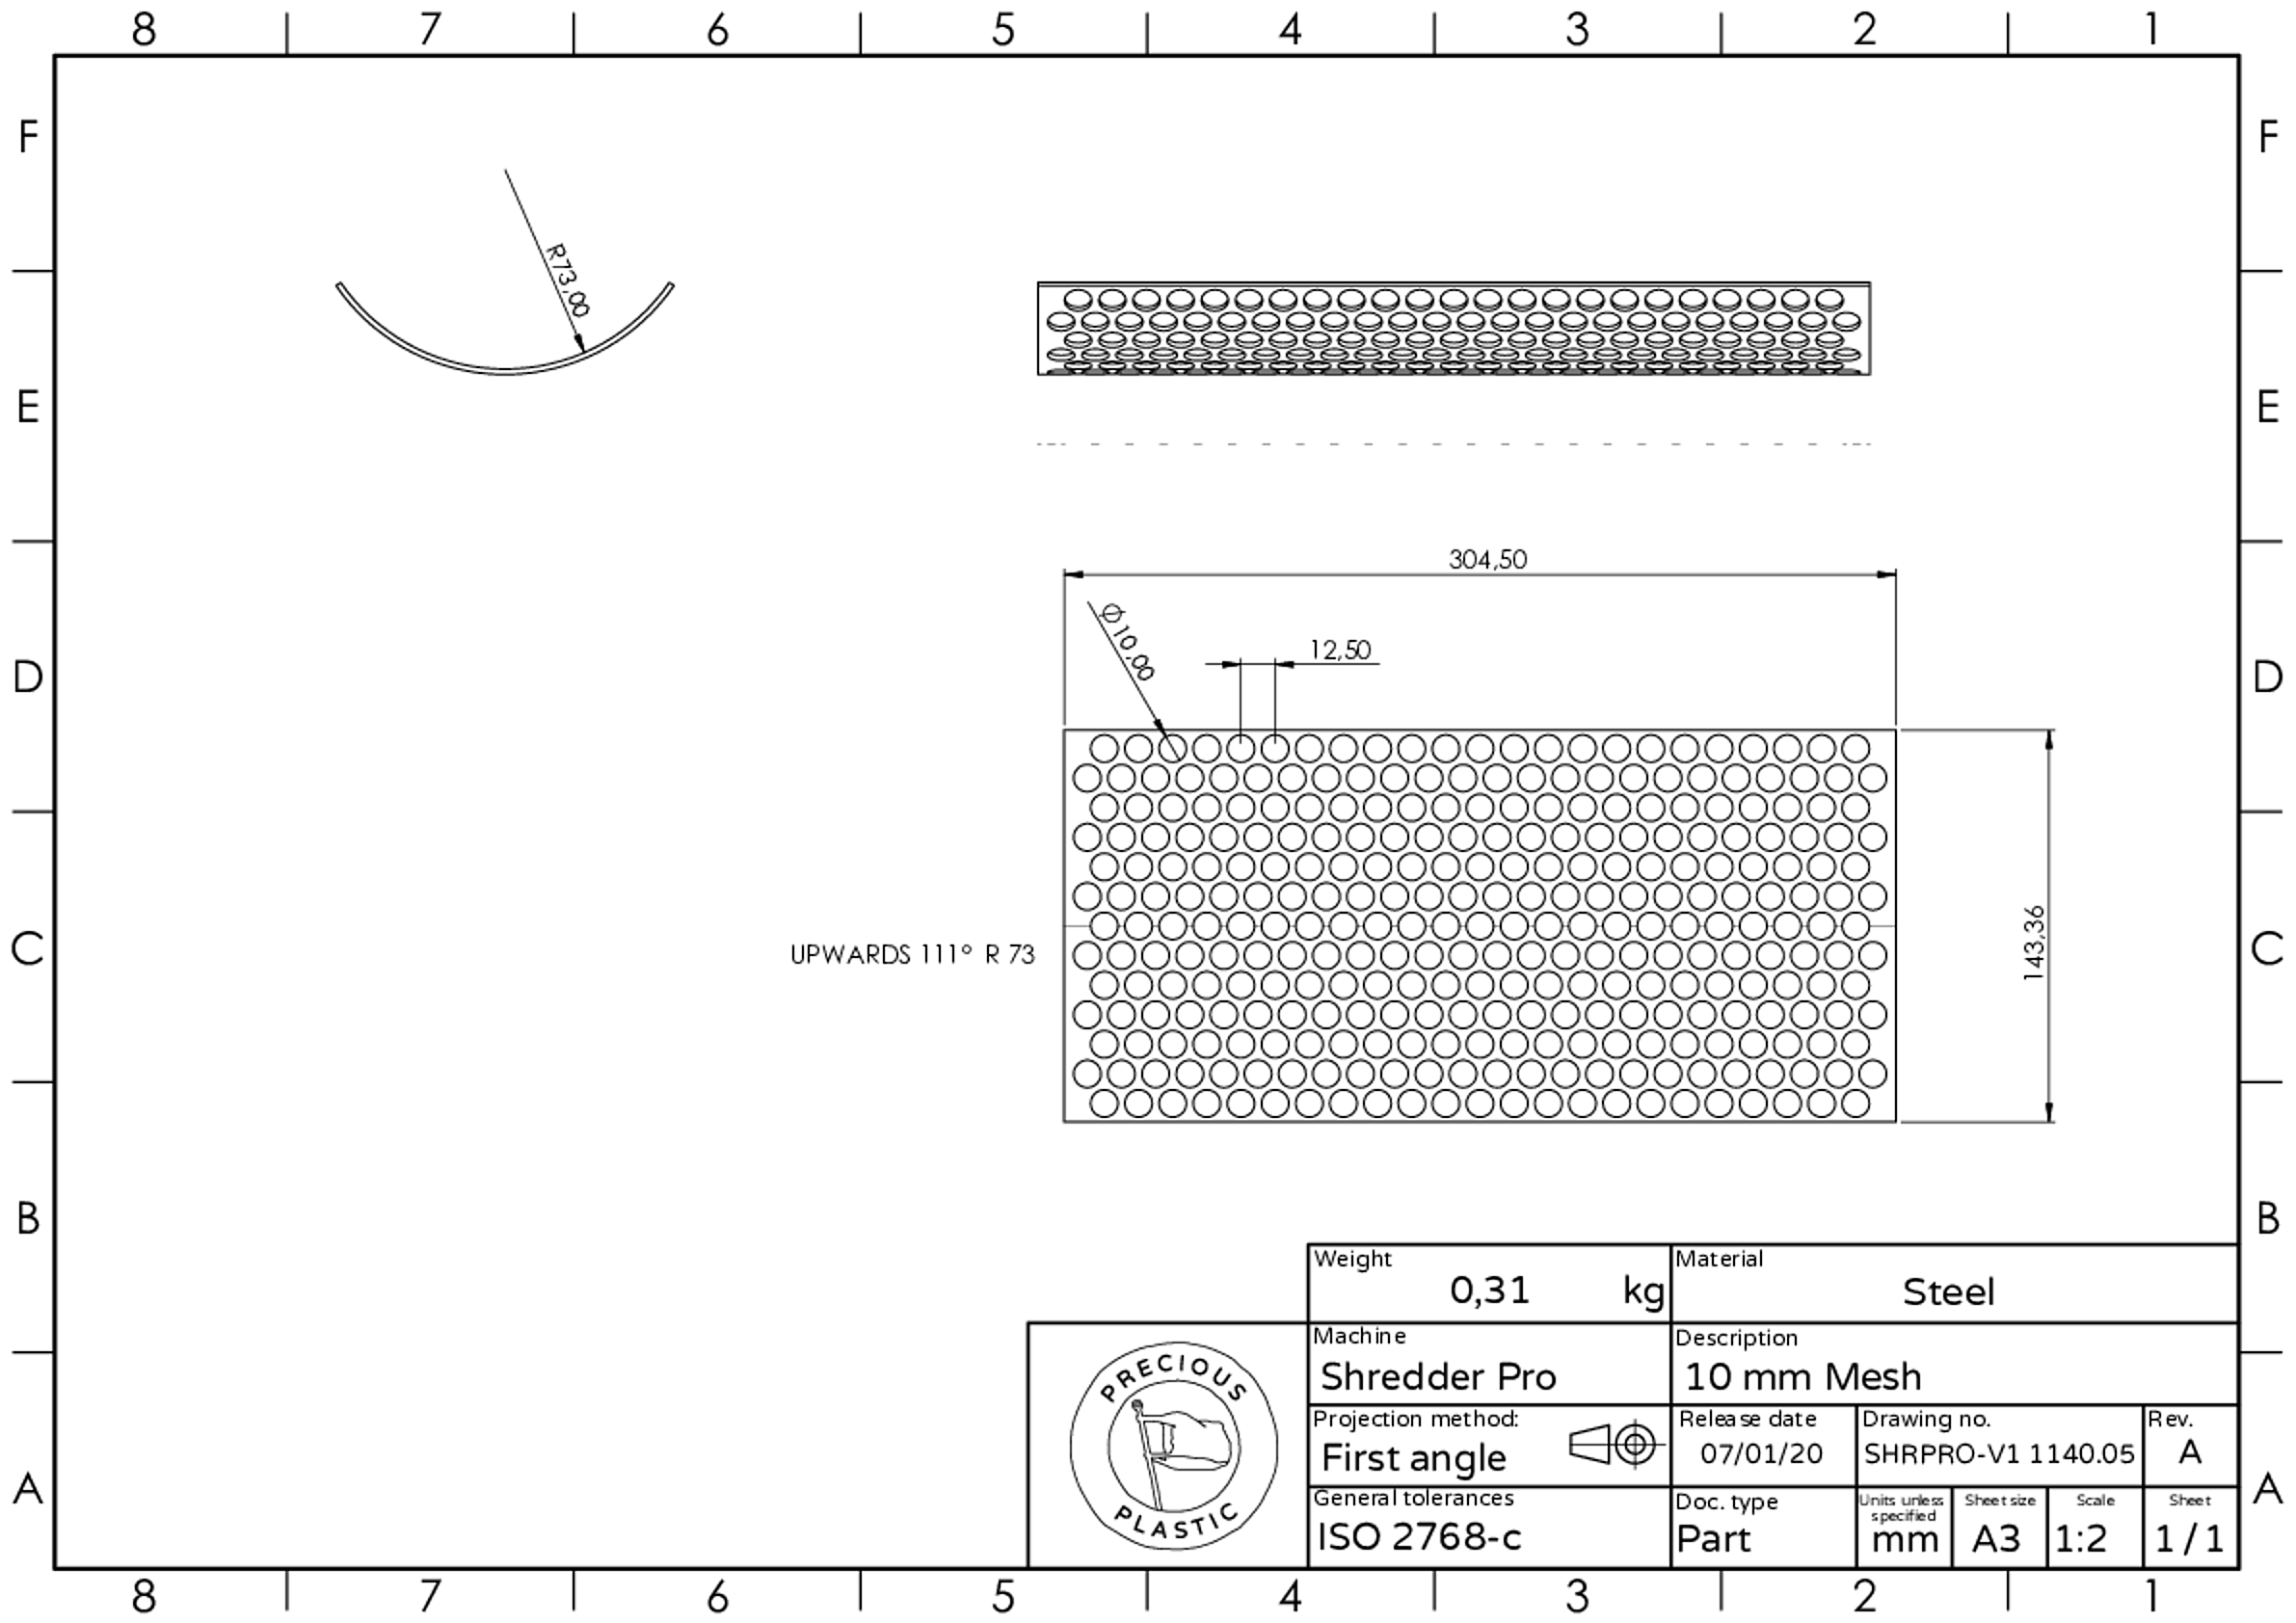 8 7 6 5 4 3 2 1
F F
R73,00
E E
304,50
Ø10,00
12,50
D D
UPWARDS 111° R 73
143,36
C C
B B
Weight
0,31 kg
Material
Steel
Machine
Shredder Pro
Description
10 mm Mesh
PRECIOUS
PLASTIC
Projection method:
First angle
Release date
07/01/20
Drawing no.
SHRPRO-V1 1140.05
Rev.
A
General tolerances
ISO 2768-c
Doc. type
Part
Units unless
specified
mm
Sheet size
A3
Scale
1:2
Sheet
1 / 1
A A
8 7 6 5 4 3 2 1